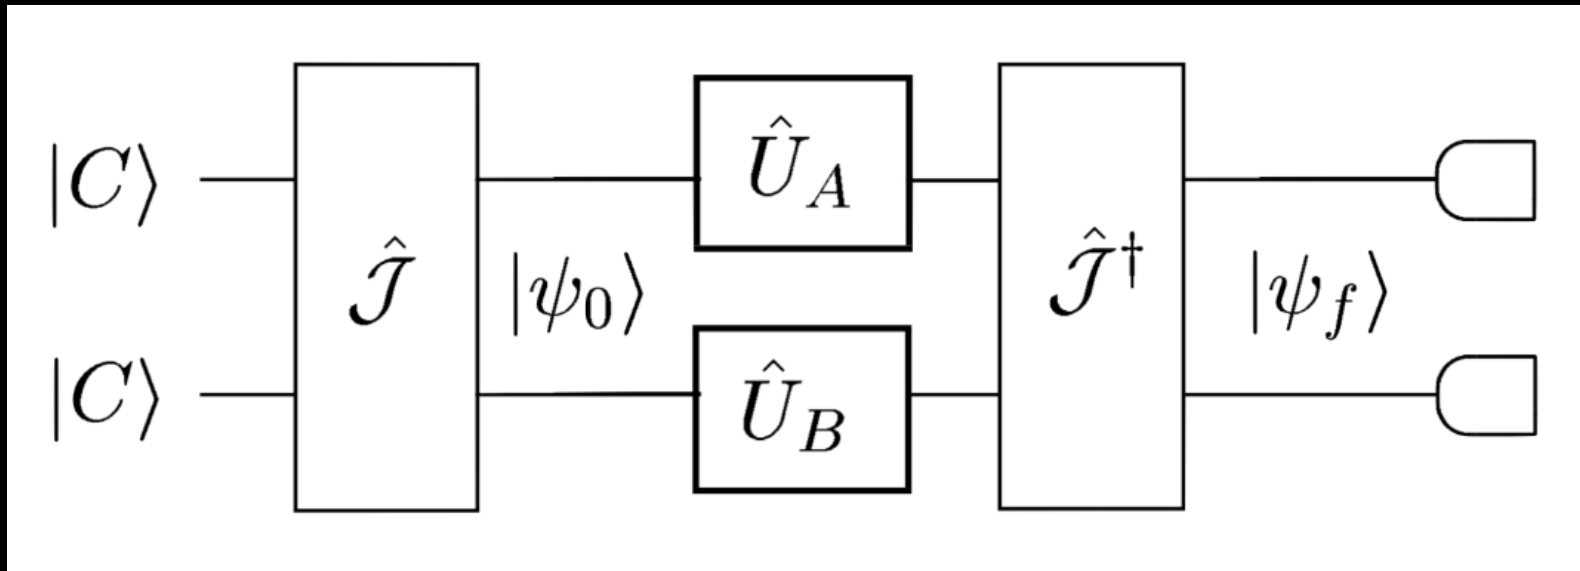 |C⟩
Ĵ
|ψ₀⟩
Û_A
Ĵ†
|ψ_f⟩
|C⟩
Û_B